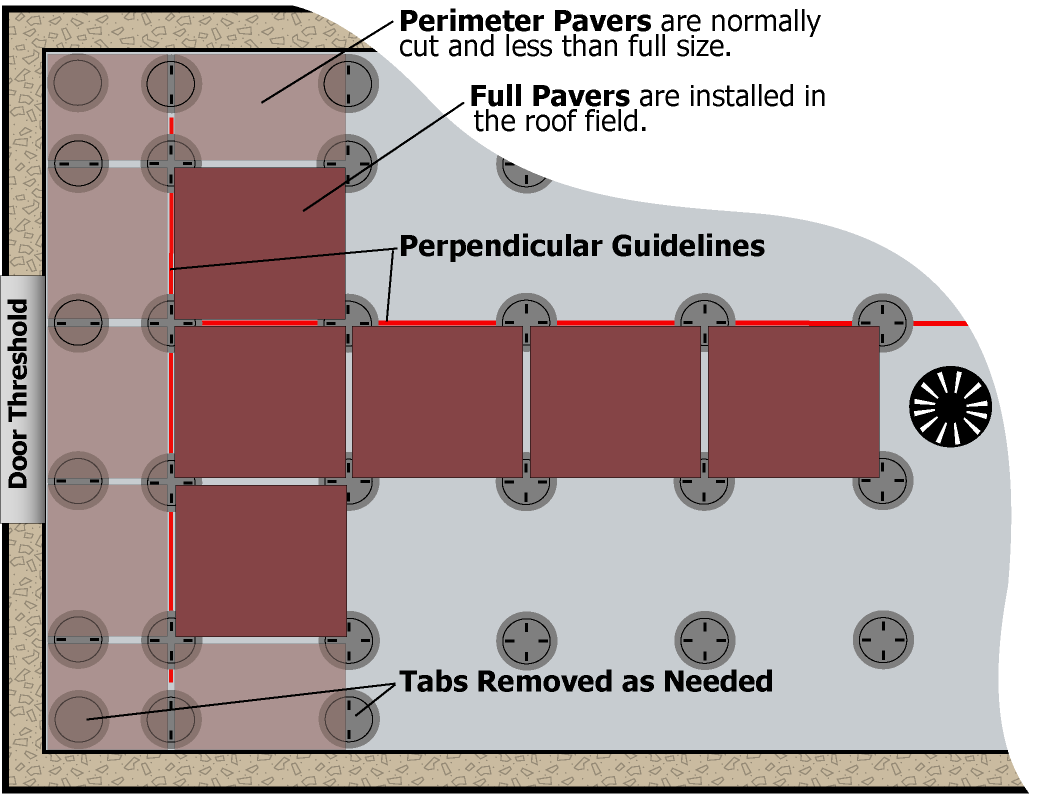 Perimeter Pavers are normally
cut and less than full size.
Full Pavers are installed in
the roof field.
Perpendicular Guidelines
Door Threshold
Tabs Removed as Needed